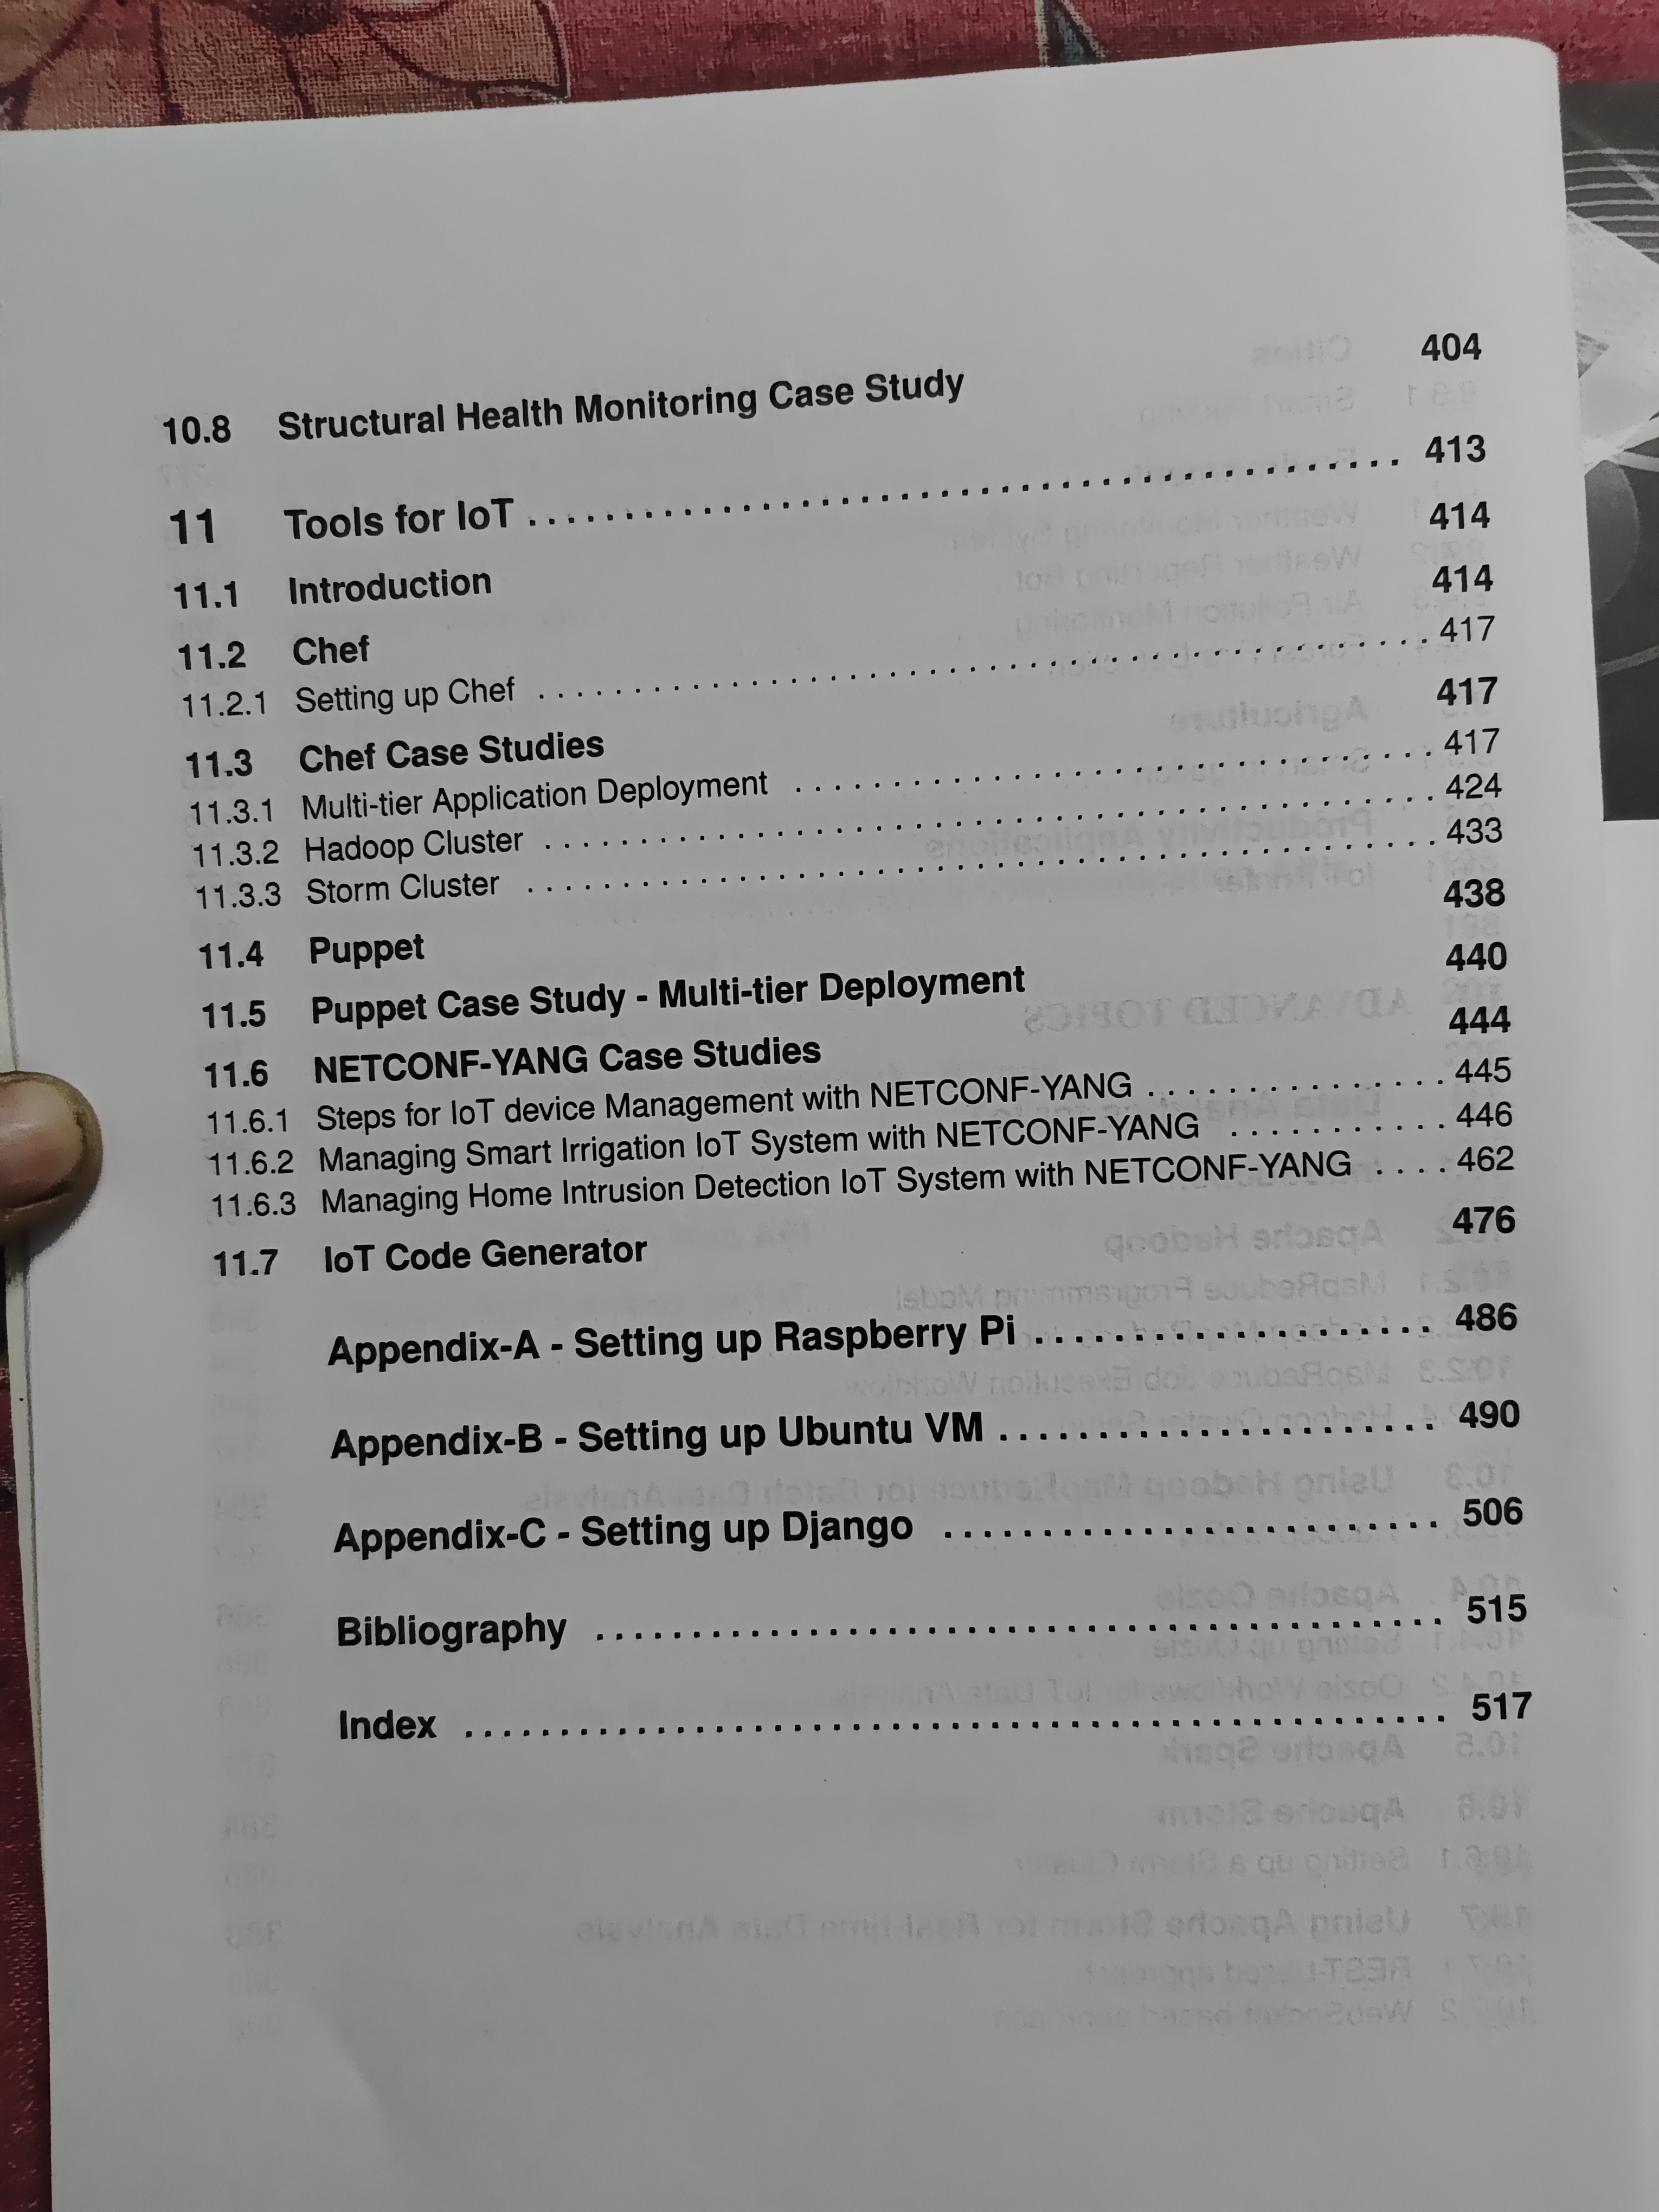 10.8 Structural Health Monitoring Case Study 404
11 Tools for IoT ........................................ 413
11.1 Introduction 414
11.2 Chef 414
11.2.1 Setting up Chef ........................................ 417
11.3 Chef Case Studies 417
11.3.1 Multi-tier Application Deployment ............................ 417
11.3.2 Hadoop Cluster ........................................ 424
11.3.3 Storm Cluster ........................................ 433
11.4 Puppet 438
11.5 Puppet Case Study - Multi-tier Deployment 440
11.6 NETCONF-YANG Case Studies 444
11.6.1 Steps for IoT device Management with NETCONF-YANG .............. 445
11.6.2 Managing Smart Irrigation IoT System with NETCONF-YANG ........... 446
11.6.3 Managing Home Intrusion Detection IoT System with NETCONF-YANG .... 462
11.7 IoT Code Generator 476
Appendix-A - Setting up Raspberry Pi ..................... 486
Appendix-B - Setting up Ubuntu VM ....................... 490
Appendix-C - Setting up Django .......................... 506
Bibliography ............................................ 515
Index ................................................... 517